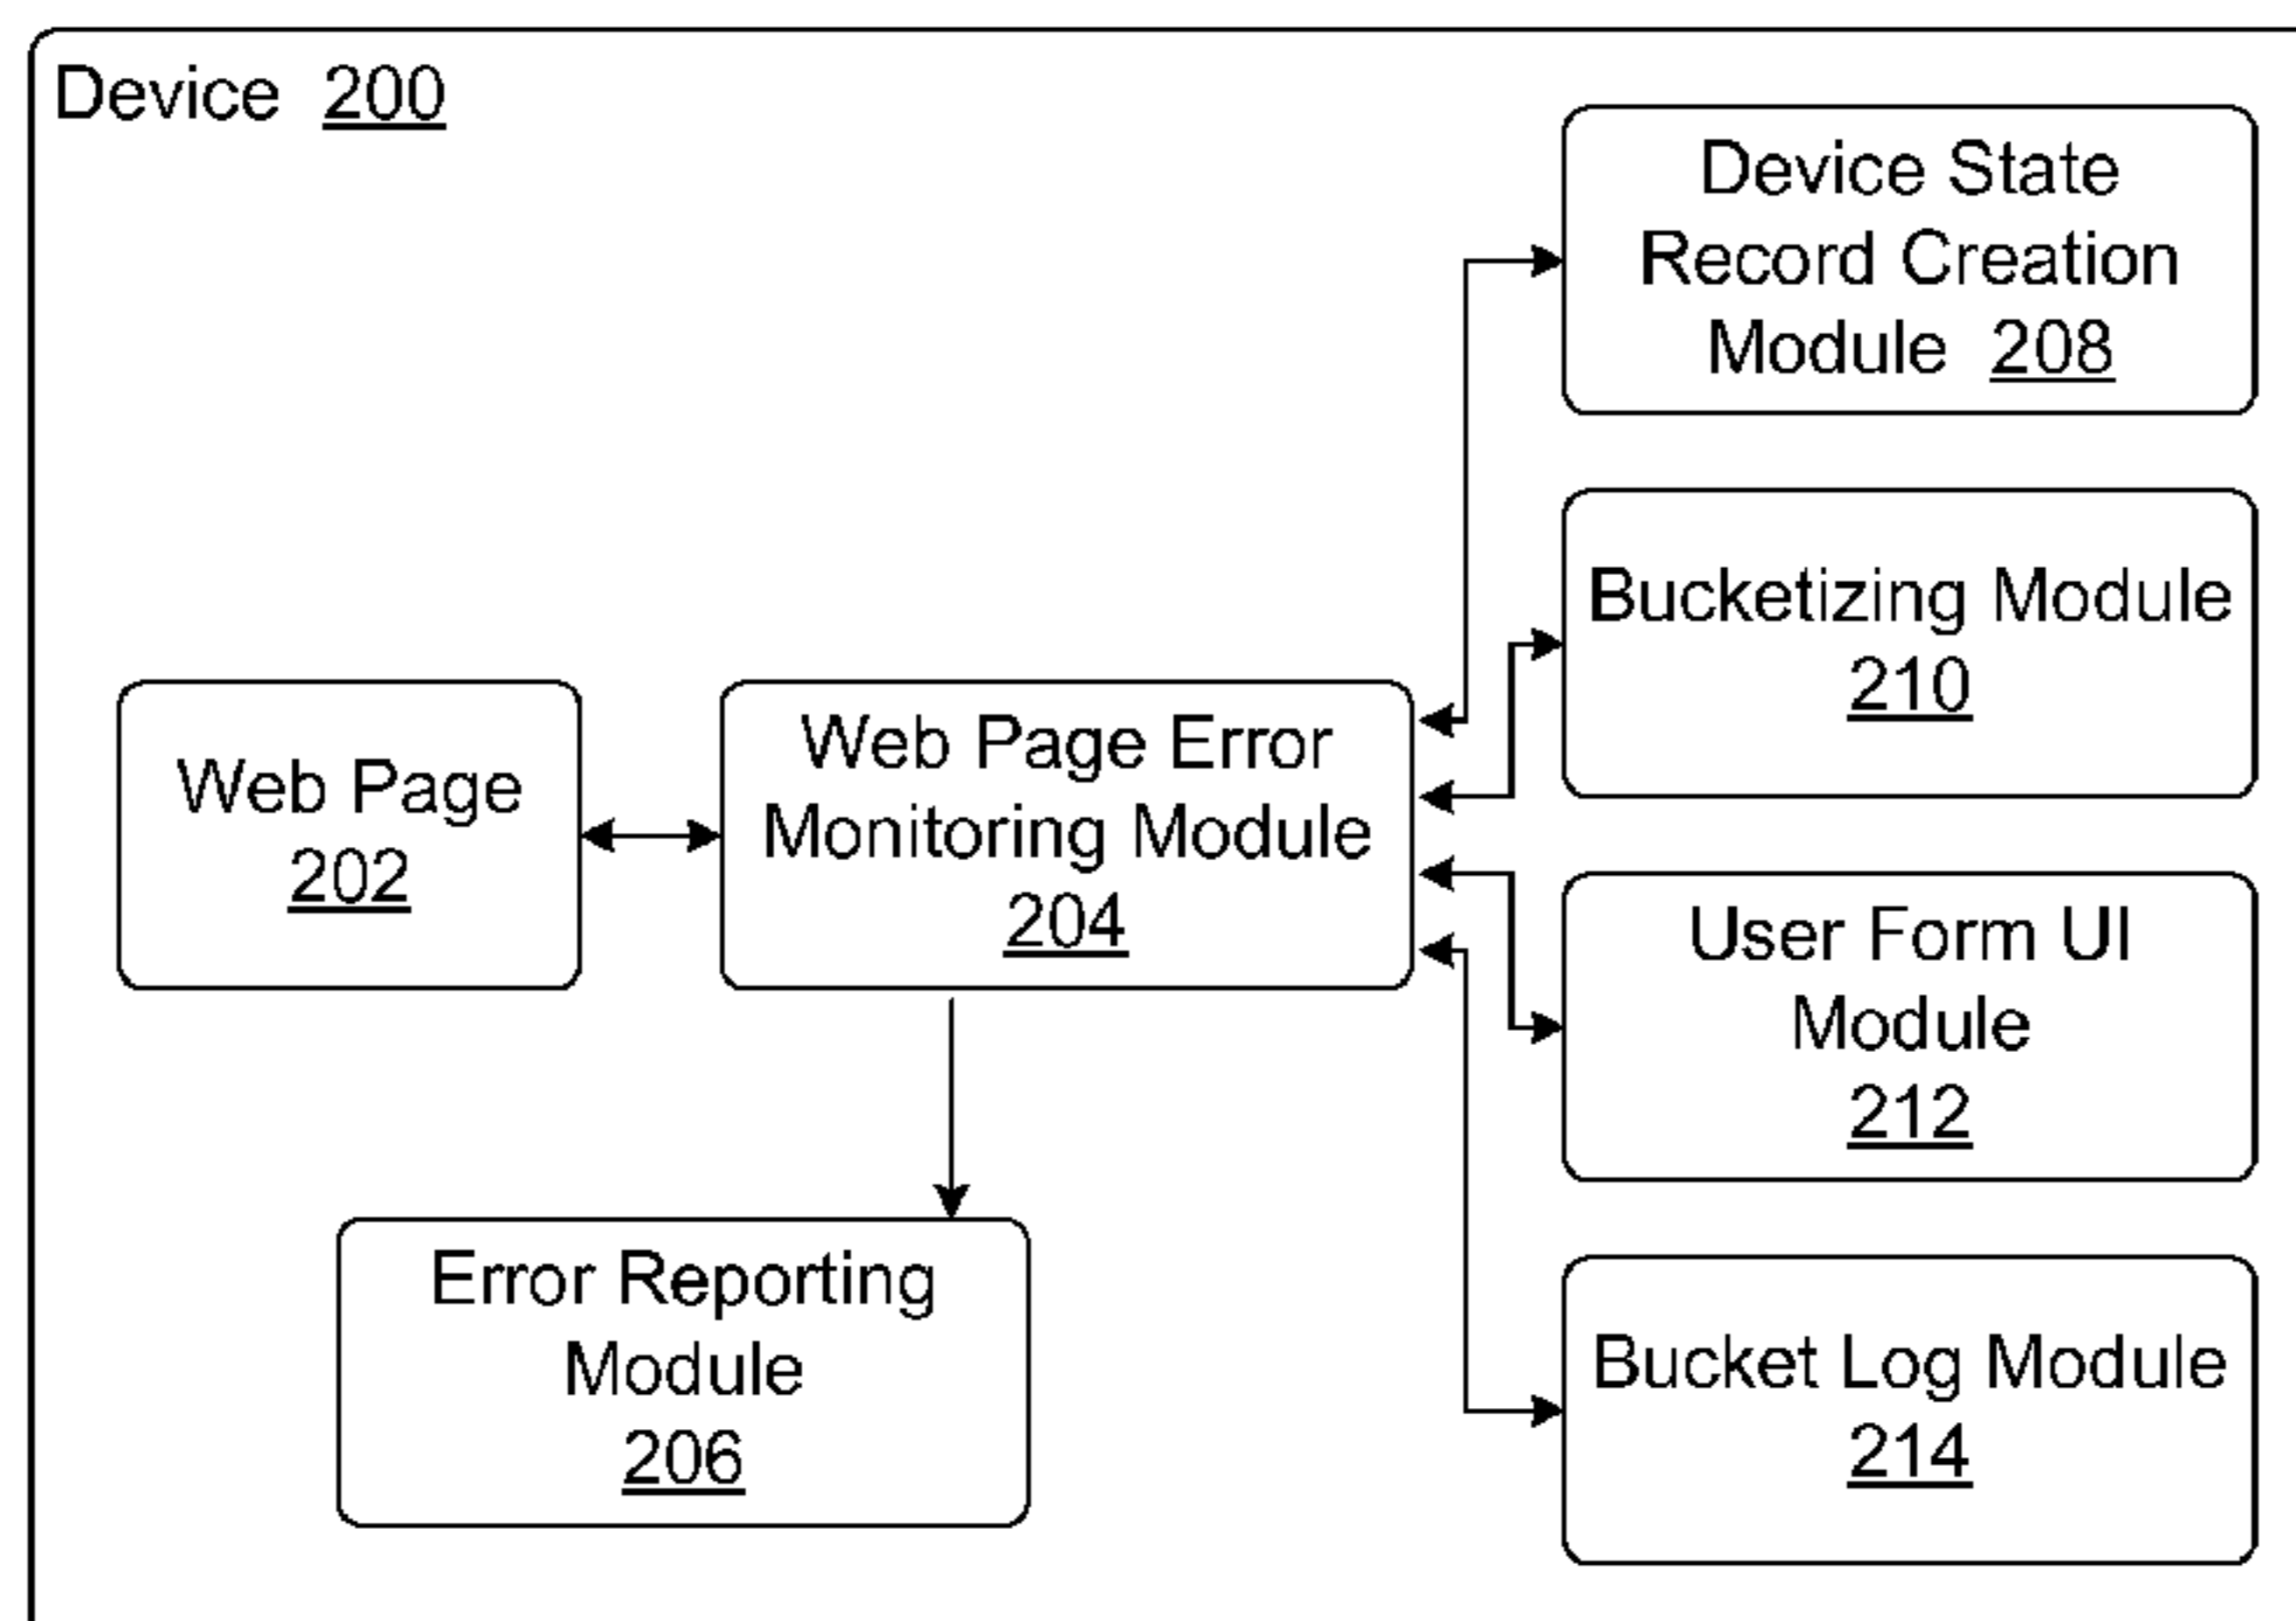 Device 200
Device State
Record Creation
Module 208
Bucketizing Module
210
Web Page
202
Web Page Error
Monitoring Module
204
User Form UI
Module
212
Error Reporting
Module
206
Bucket Log Module
214